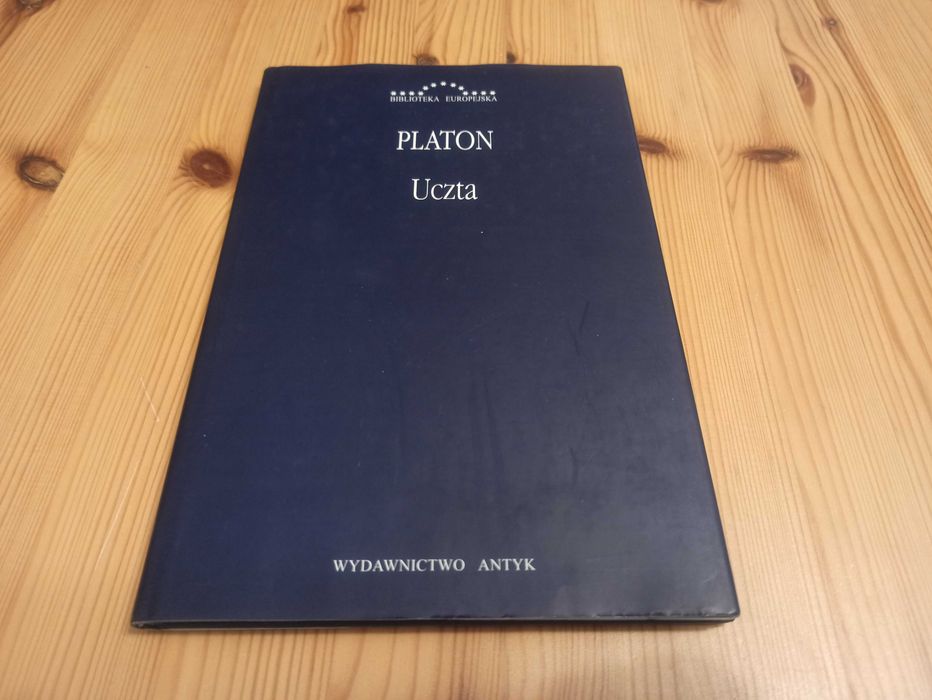 BIBLIOTEKA EUROPEJSKA
PLATON
Uczta
WYDAWNICTWO ANTYK